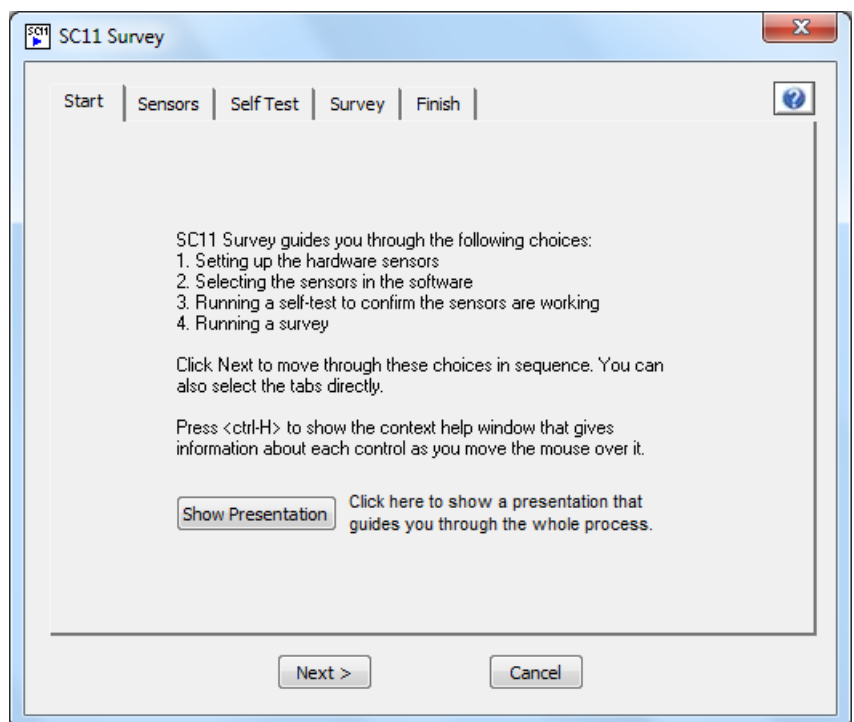 SC11
SC11 Survey
X
Start
Sensors
Self Test
Survey
Finish
?
SC11 Survey guides you through the following choices:
1. Setting up the hardware sensors
2. Selecting the sensors in the software
3. Running a self-test to confirm the sensors are working
4. Running a survey
Click Next to move through these choices in sequence. You can
also select the tabs directly.
Press <ctrl-H> to show the context help window that gives
information about each control as you move the mouse over it.
Show Presentation
Click here to show a presentation that
guides you through the whole process.
Next >
Cancel